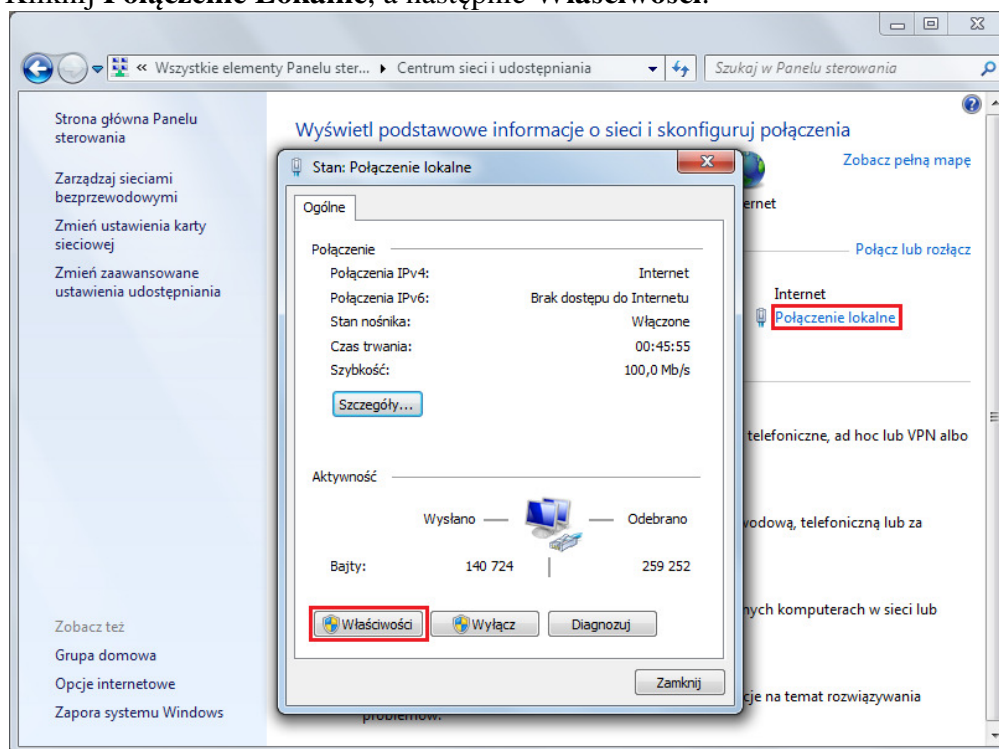 Kliknij Połączenie Lokalne, a następnie Właściwości.
« Wszystkie elementy Panelu ster... ▸ Centrum sieci i udostępniania
Szukaj w Panelu sterowania
Strona główna Panelu
sterowania
Zarządzaj sieciami
bezprzewodowymi
Zmień ustawienia karty
sieciowej
Zmień zaawansowane
ustawienia udostępniania
Zobacz też
Grupa domowa
Opcje internetowe
Zapora systemu Windows
Wyświetl podstawowe informacje o sieci i skonfiguruj połączenia
Zobacz pełną mapę
ernet
Połącz lub rozłącz
Internet
Połączenie lokalne
telefoniczne, ad hoc lub VPN albo
wodową, telefoniczną lub za
nych komputerach w sieci lub
cje na temat rozwiązywania
problemów.
Stan: Połączenie lokalne
Ogólne
Połączenie
Połączenia IPv4: Internet
Połączenia IPv6: Brak dostępu do Internetu
Stan nośnika: Włączone
Czas trwania: 00:45:55
Szybkość: 100,0 Mb/s
Szczegóły...
Aktywność
Wysłano — — Odebrano
Bajty: 140 724 | 259 252
Właściwości Wyłącz Diagnozuj
Zamknij